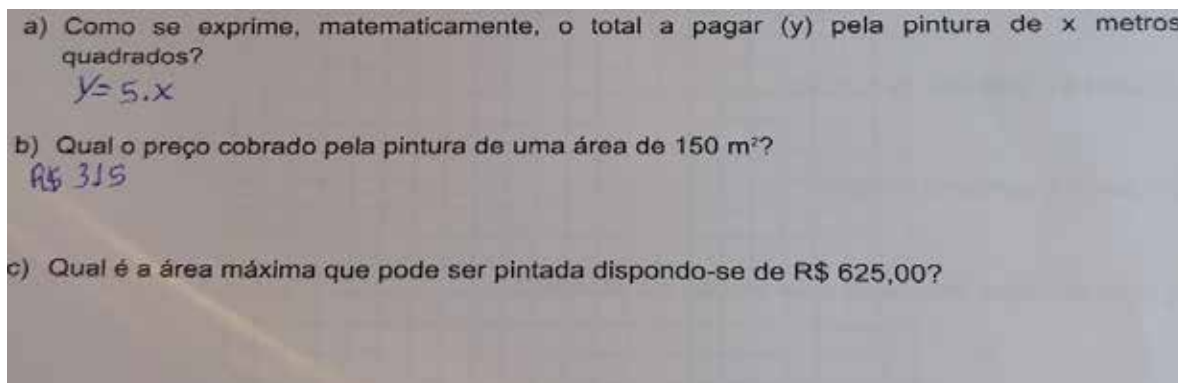 a) Como se exprime, matematicamente, o total a pagar (y) pela pintura de x metros
quadrados?
y= 5.x
b) Qual o preço cobrado pela pintura de uma área de 150 m²?
R$ 315
c) Qual é a área máxima que pode ser pintada dispondo-se de R$ 625,00?